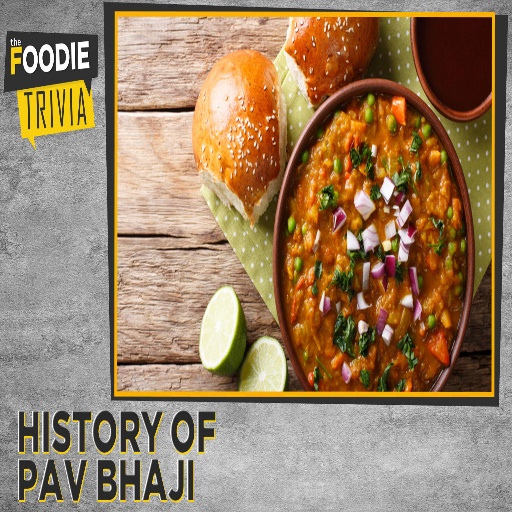 the
FOODIE
TRIVIA
HISTORY OF
PAV BHAJI